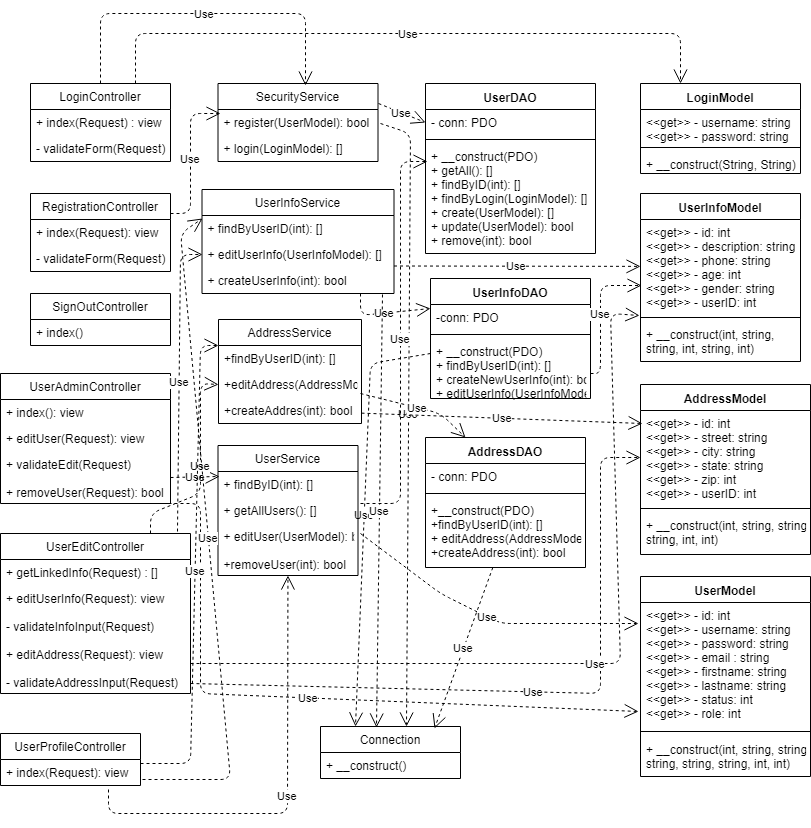 Use
Use
LoginController
+ index(Request) : view
- validateForm(Request)
SecurityService
+ register(UserModel): bool
+ login(LoginModel): []
Use
UserDAO
- conn: PDO
+ __construct(PDO)
+ getAll(): []
+ findByID(int): []
+ findByLogin(LoginModel): []
+ create(UserModel): []
+ update(UserModel): bool
+ remove(int): bool
LoginModel
<<get>> - username: string
<<get>> - password: string
+ __construct(String, String)
Use
RegistrationController
+ index(Request): view
- validateForm(Request)
UserInfoService
+ findByUserID(int): []
+ editUserInfo(UserInfoModel): []
+ createUserInfo(int): bool
Use
UserInfoModel
<<get>> - id: int
<<get>> - description: string
<<get>> - phone: string
<<get>> - age: int
<<get>> - gender: string
<<get>> - userID: int
+ __construct(int, string,
string, int, string, int)
SignOutController
+ index()
Use
UserInfoDAO
-conn: PDO
+ __construct(PDO)
+ findByUserID(int): []
+ createNewUserInfo(int): bo
+ editUserInfo(UserInfoMode
Use
AddressService
+findByUserID(int): []
+editAddress(AddressMo
+createAddres(int): bool
Use
Use
Use
Use
Use
UserAdminController
+ index(): view
+ editUser(Request): view
+ validateEdit(Request)
+ removeUser(Request): bool
Use
Use
UserService
+ findByID(int): []
+ getAllUsers(): []
+ editUser(UserModel): b
+removeUser(int): bool
Use
Use
AddressDAO
- conn: PDO
+__construct(PDO)
+findByUserID(int): []
+ editAddress(AddressMode
+createAddress(int): bool
AddressModel
<<get>> - id: int
<<get>> - street: string
<<get>> - city: string
<<get>> - state: string
<<get>> - zip: int
<<get>> - userID: int
+ __construct(int, string, string
string, int, int)
UserEditController
+ getLinkedInfo(Request) : []
+ editUserInfo(Request): view
- validateInfoInput(Request)
+ editAddress(Request): view
- validateAddressInput(Request)
Use
Use
Use
Use
Use
Use
Use
UserModel
<<get>> - id: int
<<get>> - username: string
<<get>> - password: string
<<get>> - email : string
<<get>> - firstname: string
<<get>> - lastname: string
<<get>> - status: int
<<get>> - role: int
+ __construct(int, string, string
string, string, string, int, int)
UserProfileController
+ index(Request): view
Connection
+ __construct()
Use